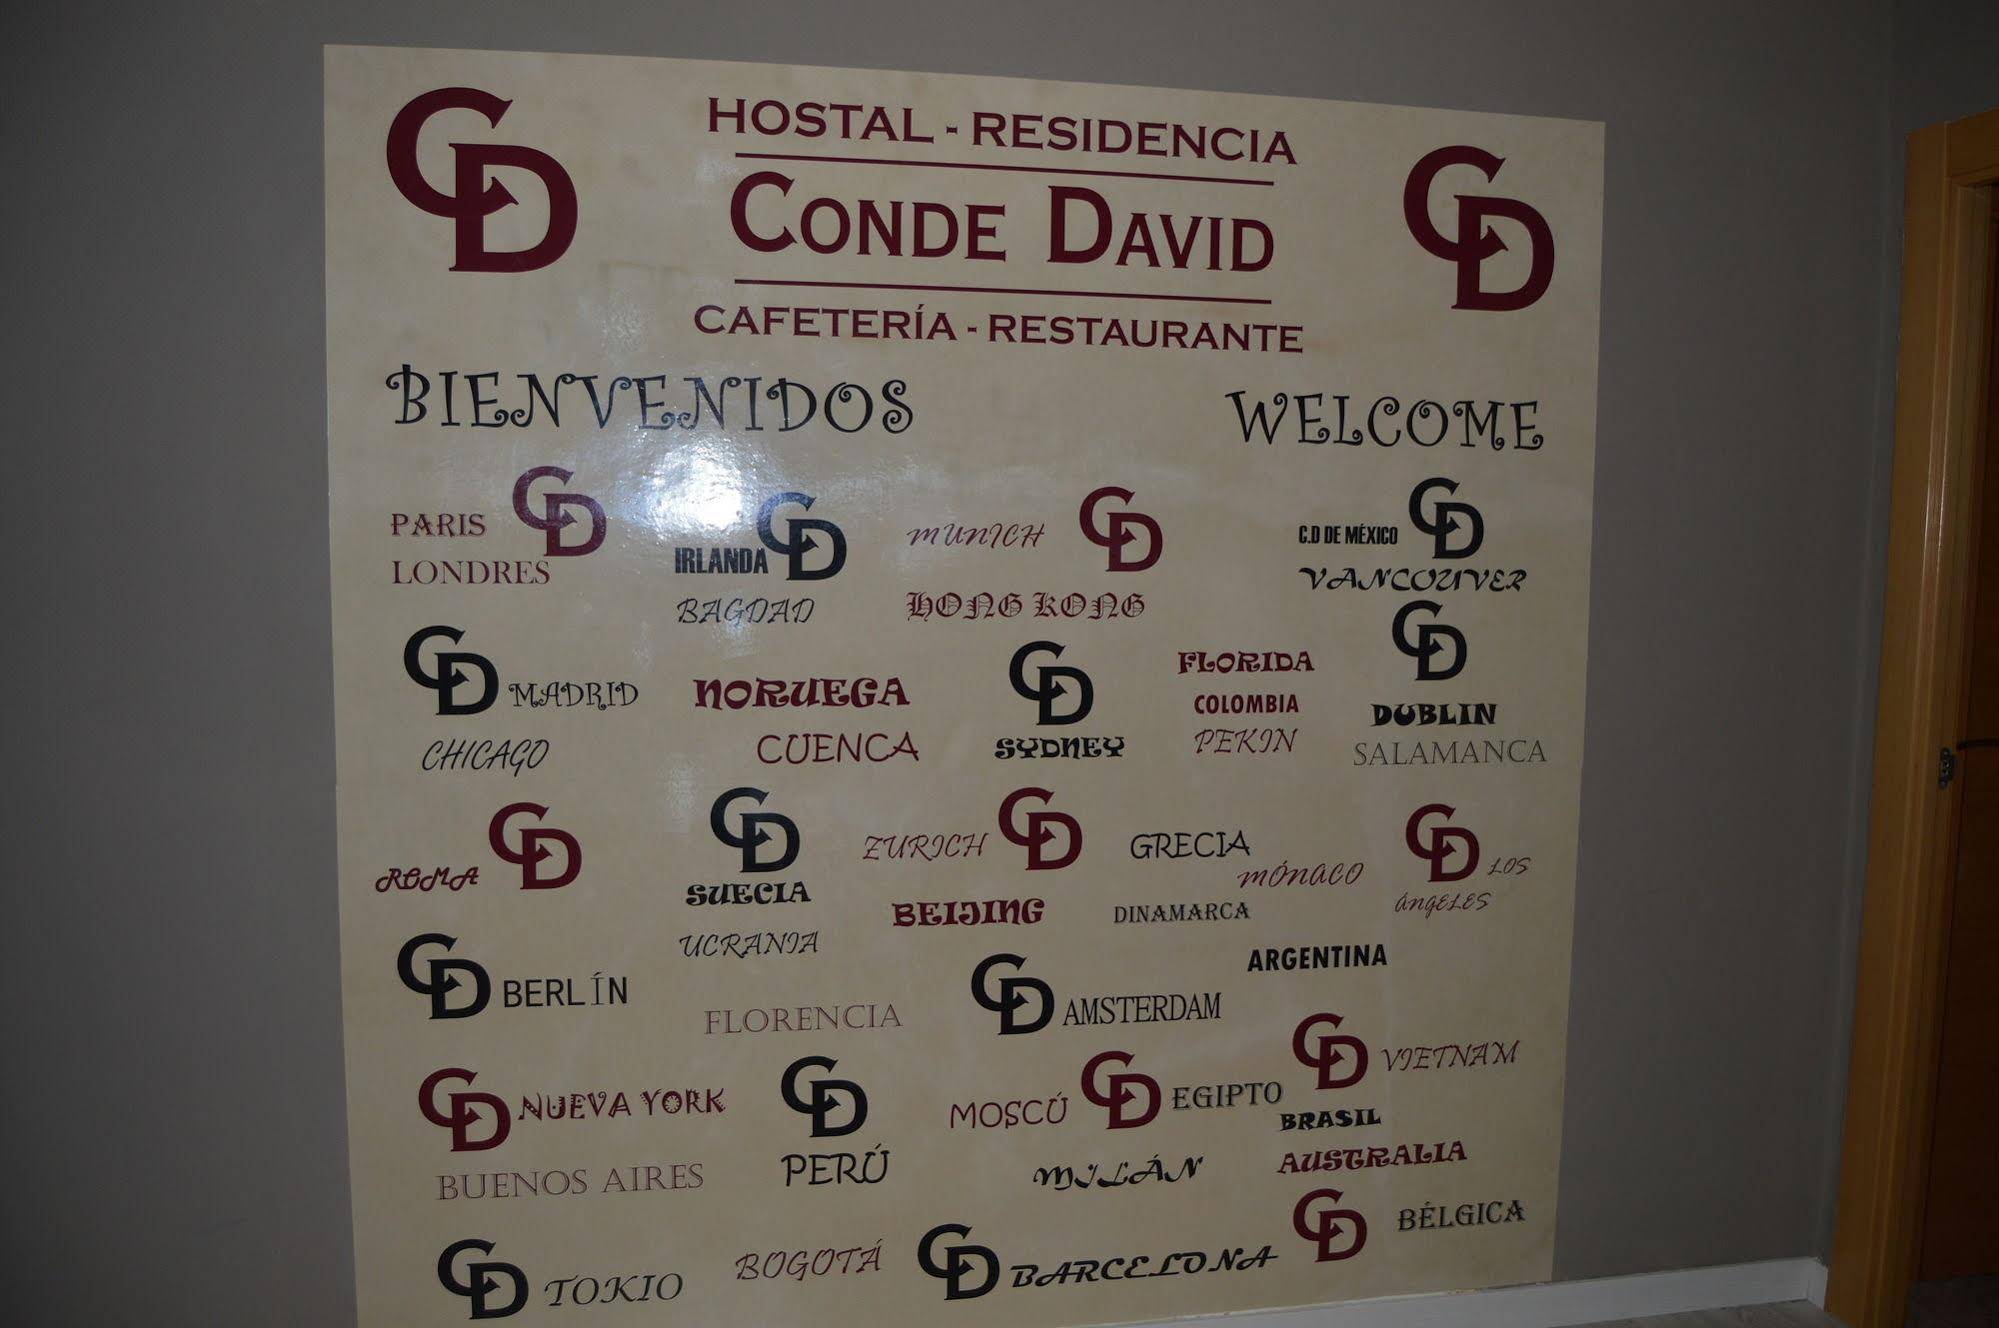 CD
HOSTAL - RESIDENCIA
CONDE DAVID
CAFETERÍA - RESTAURANTE
CD
BIENVENIDOS
WELCOME
PARIS
CD
LONDRES
CD
IRLANDA
BAGDAD
MUNICH
CD
HONG KONG
C.D DE MÉXICO
CD
VANCOUVER
CD
MADRID
CHICAGO
NORUEGA
CUENCA
CD
SYDNEY
FLORIDA
COLOMBIA
PEKIN
CD
DUBLIN
SALAMANCA
ROMA
CD
CD
SUECIA
UCRANIA
ZURICH
CD
BEIJING
GRECIA
MÓNACO
DINAMARCA
CD
LOS
ÁNGELES
CD
BERLÍN
FLORENCIA
CD
AMSTERDAM
ARGENTINA
CD
NUEVA YORK
BUENOS AIRES
CD
PERÚ
MOSCÚ
CD
EGIPTO
MILÁN
CD
VIETNAM
BRASIL
AUSTRALIA
CD
BÉLGICA
CD
TOKIO
BOGOTÁ
CD
BARCELONA